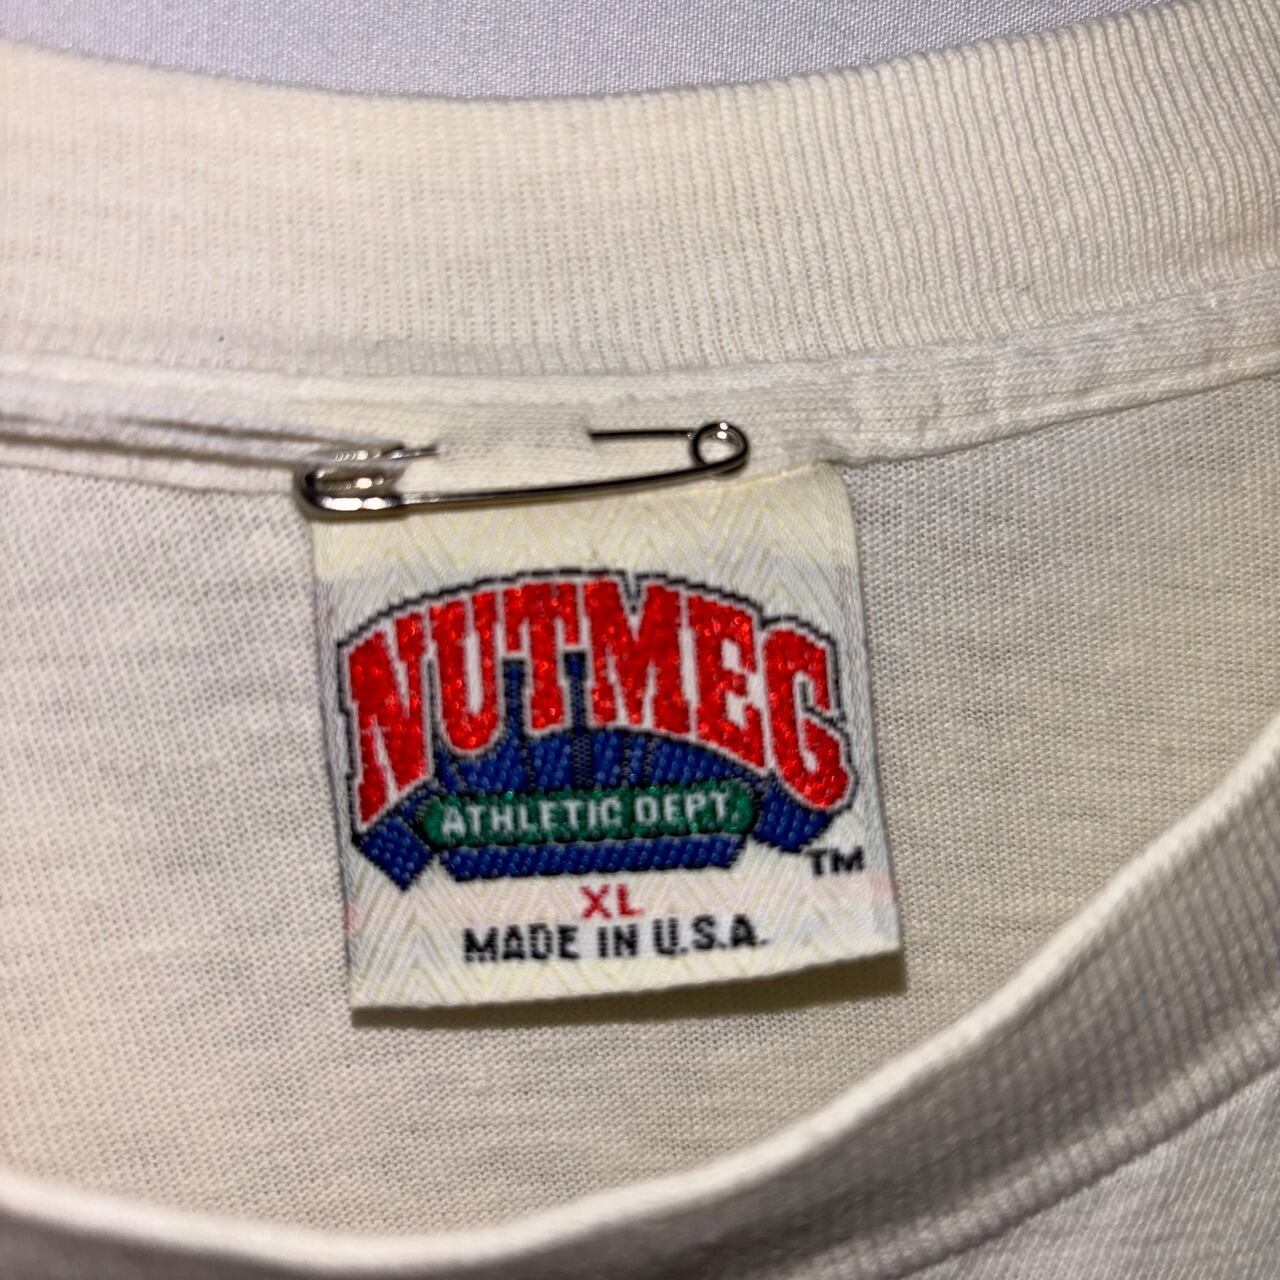 NUTMEG
ATHLETIC DEPT.
TM
XL
MADE IN U.S.A.